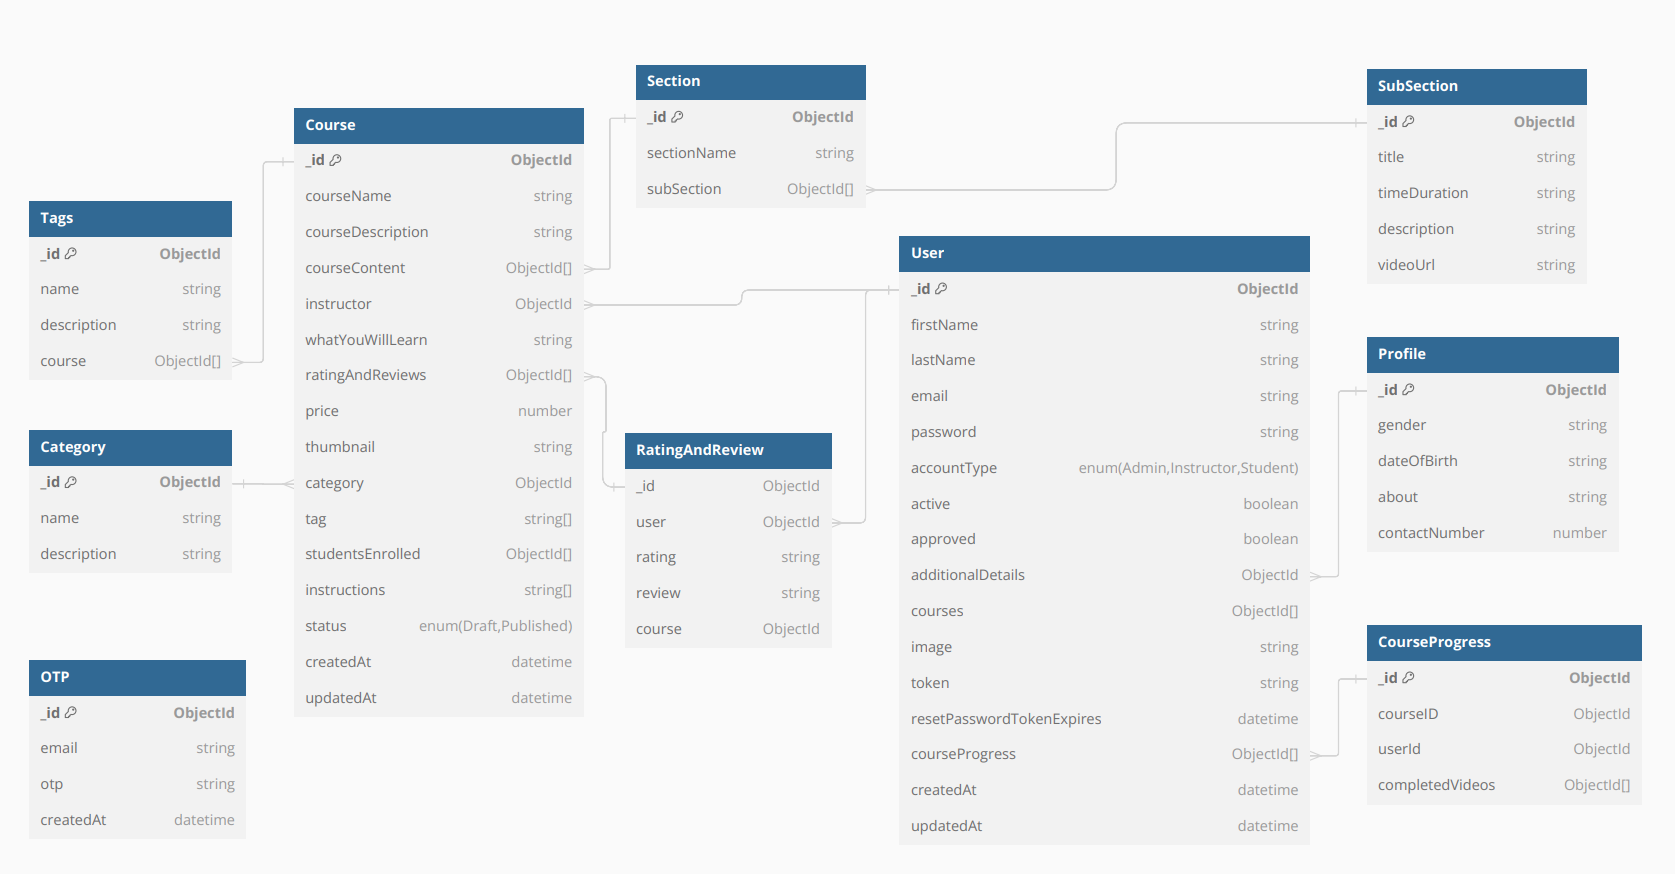 Section
_id ObjectId
sectionName string
subSection ObjectId[]
SubSection
_id ObjectId
title string
timeDuration string
description string
videoUrl string
Course
_id ObjectId
courseName string
courseDescription string
courseContent ObjectId[]
instructor ObjectId
whatYouWillLearn string
ratingAndReviews ObjectId[]
price number
thumbnail string
category ObjectId
tag string[]
studentsEnrolled ObjectId[]
instructions string[]
status enum(Draft,Published)
createdAt datetime
updatedAt datetime
Tags
_id ObjectId
name string
description string
course ObjectId[]
User
_id ObjectId
firstName string
lastName string
email string
password string
accountType enum(Admin,Instructor,Student)
active boolean
approved boolean
additionalDetails ObjectId
courses ObjectId[]
image string
token string
resetPasswordTokenExpires datetime
courseProgress ObjectId[]
createdAt datetime
updatedAt datetime
Profile
_id ObjectId
gender string
dateOfBirth string
about string
contactNumber number
Category
_id ObjectId
name string
description string
RatingAndReview
_id ObjectId
user ObjectId
rating string
review string
course ObjectId
CourseProgress
_id ObjectId
courseID ObjectId
userId ObjectId
completedVideos ObjectId[]
OTP
_id ObjectId
email string
otp string
createdAt datetime